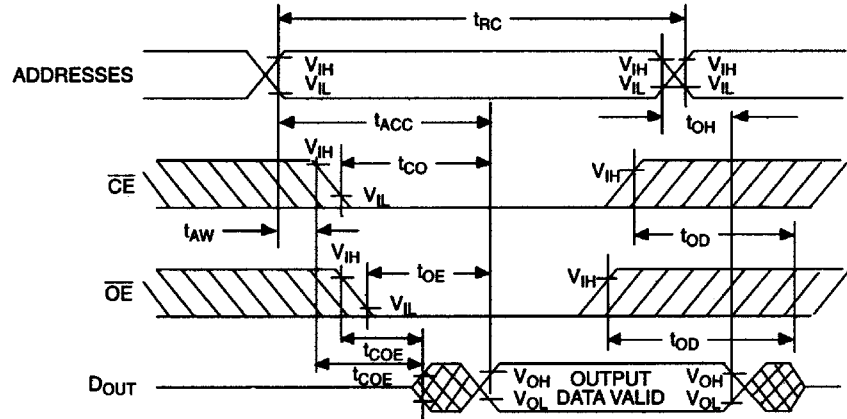 tRC
ADDRESSES
VIH
VIL
VIH
VIL
VIH
VIL
tACC
tOH
VIH
tCO
CE
VIH
VIL
tAW
tOD
VIH
tOE
OE
VIH
VIL
tCOE
tOD
tCOE
DOUT
VOH
VOL
OUTPUT
DATA VALID
VOH
VOL